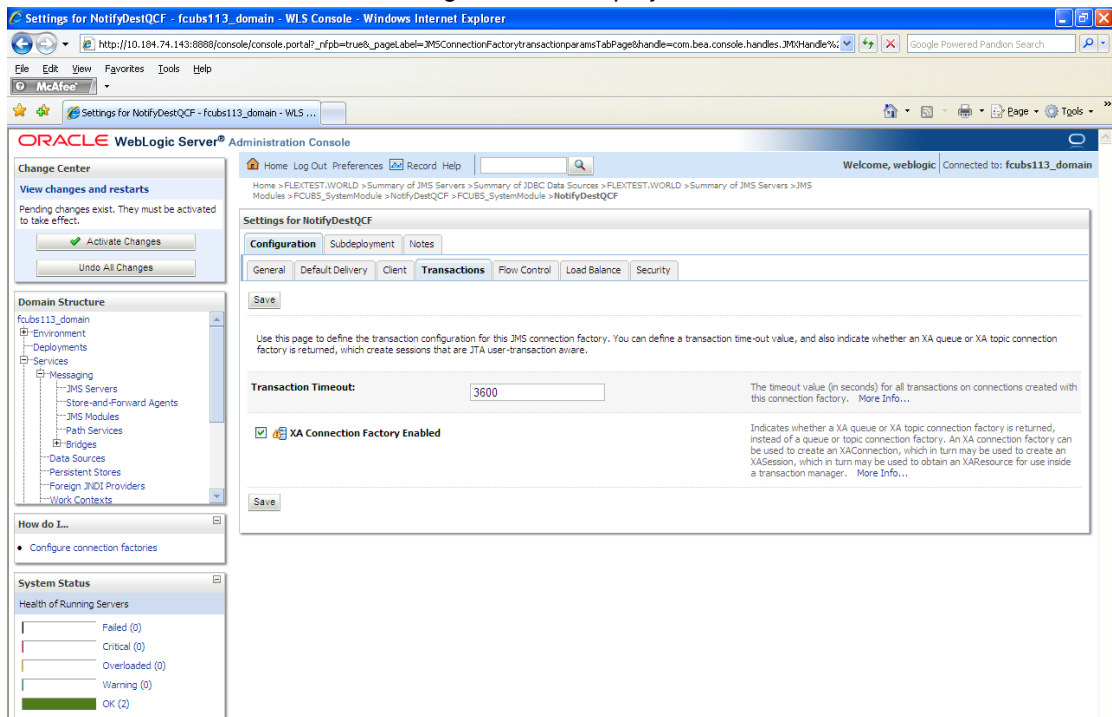 Settings for NotifyDestQCF - fcubs113_domain - WLS Console - Windows Internet Explorer
http://10.184.74.143:8888/console/console.portal?_nfpb=true&_pageLabel=JMSConnectionFactorytransactionparamsTabPage&handle=com.bea.console.handles.JMXHandle%
Google Powered Pandion Search
File Edit View Favorites Tools Help
McAfee
Settings for NotifyDestQCF - fcubs113_domain - WLS ...
Page Tools
ORACLE WebLogic Server® Administration Console
Change Center
View changes and restarts
Pending changes exist. They must be activated
to take effect.
Activate Changes
Undo All Changes
Domain Structure
fcubs113_domain
Environment
Deployments
Services
Messaging
JMS Servers
Store-and-Forward Agents
JMS Modules
Path Services
Bridges
Data Sources
Persistent Stores
Foreign JNDI Providers
Work Contexts
How do I...
Configure connection factories
System Status
Health of Running Servers
Failed (0)
Critical (0)
Overloaded (0)
Warning (0)
OK (2)
Home Log Out Preferences Record Help
Welcome, weblogic Connected to: fcubs113_domain
Home >FLEXTEST.WORLD >Summary of JMS Servers >Summary of JDBC Data Sources >FLEXTEST.WORLD >Summary of JMS Servers >JMS
Modules >FCUBS_SystemModule >NotifyDestQCF >FCUBS_SystemModule >NotifyDestQCF
Settings for NotifyDestQCF
Configuration Subdeployment Notes
General Default Delivery Client Transactions Flow Control Load Balance Security
Save
Use this page to define the transaction configuration for this JMS connection factory. You can define a transaction time-out value, and also indicate whether an XA queue or XA topic connection
factory is returned, which create sessions that are JTA user-transaction aware.
Transaction Timeout:
3600
The timeout value (in seconds) for all transactions on connections created with
this connection factory. More Info...
XA Connection Factory Enabled
Indicates whether a XA queue or XA topic connection factory is returned,
instead of a queue or topic connection factory. An XA connection factory can
be used to create an XAConnection, which in turn may be used to create an
XASession, which in turn may be used to obtain an XAResource for use inside
a transaction manager. More Info...
Save